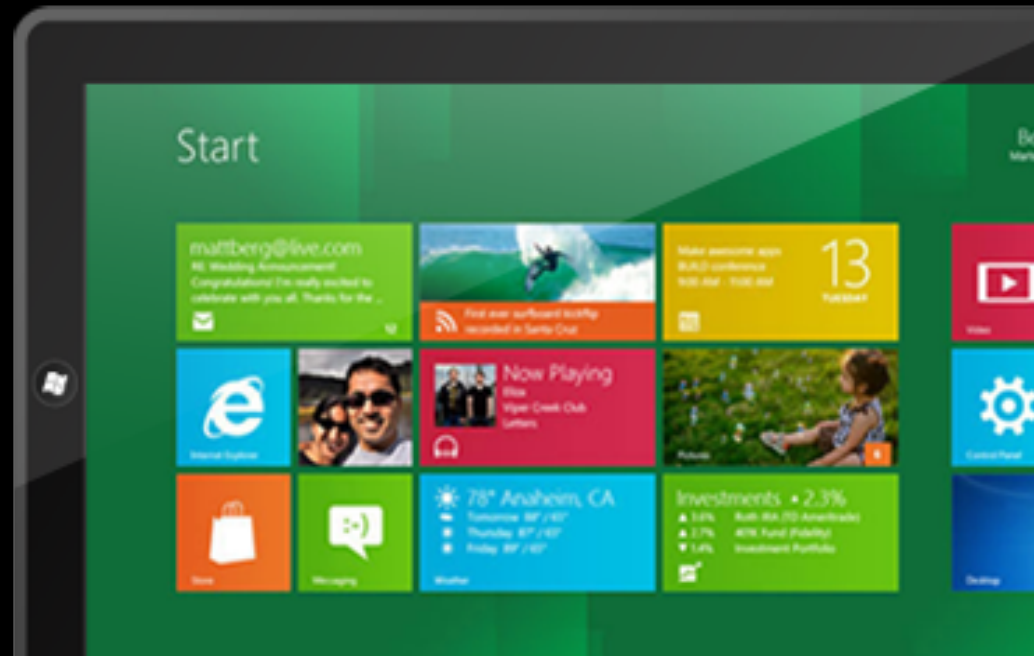 Start
mattberg@live.com
RE: Wedding Announcement!
Congratulations! I'm really excited to
celebrate with you all. Thanks for the ...
12
First ever surfboard kickflip
recorded in Santa Cruz
Make awesome apps
BUILD conference
9:00 AM - 11:00 AM
13
TUESDAY
Video
Internet Explorer
Now Playing
Viper Creek Club
Letters
Pictures
6
Control Panel
Store
Messaging
78° Anaheim, CA
Tomorrow 88°/65°
Thursday 87°/63°
Friday 89°/65°
Weather
Investments ▲ 2.3%
▲ 3.6% Roth IRA (TD Ameritrade)
▲ 2.7% 401K Fund (Fidelity)
▼ 1.4% Investment Portfolio
Desktop